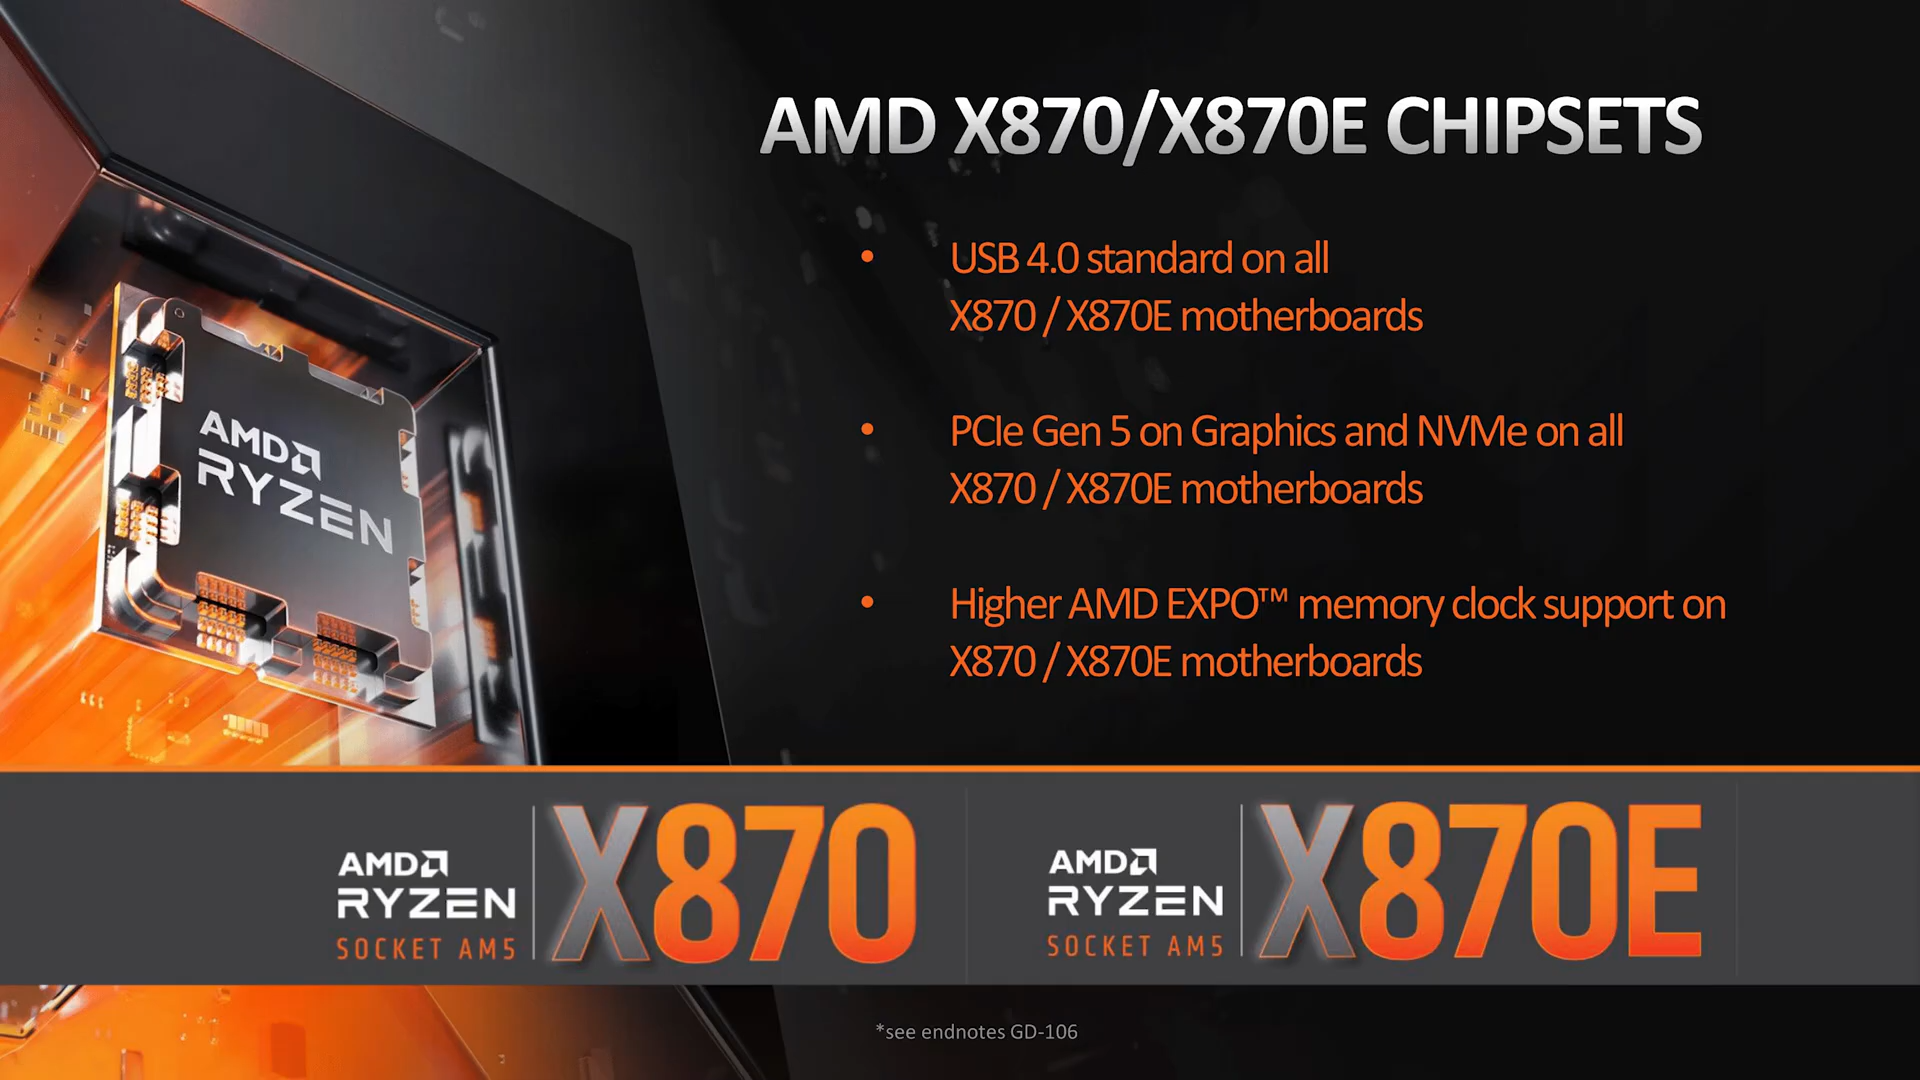 AMD X870/X870E CHIPSETS
• USB 4.0 standard on all
X870 / X870E motherboards
• PCIe Gen 5 on Graphics and NVMe on all
X870 / X870E motherboards
• Higher AMD EXPO™ memory clock support on
X870 / X870E motherboards
AMD
RYZEN
AMD
RYZEN
SOCKET AM5
X870
AMD
RYZEN
SOCKET AM5
X870E
*see endnotes GD-106